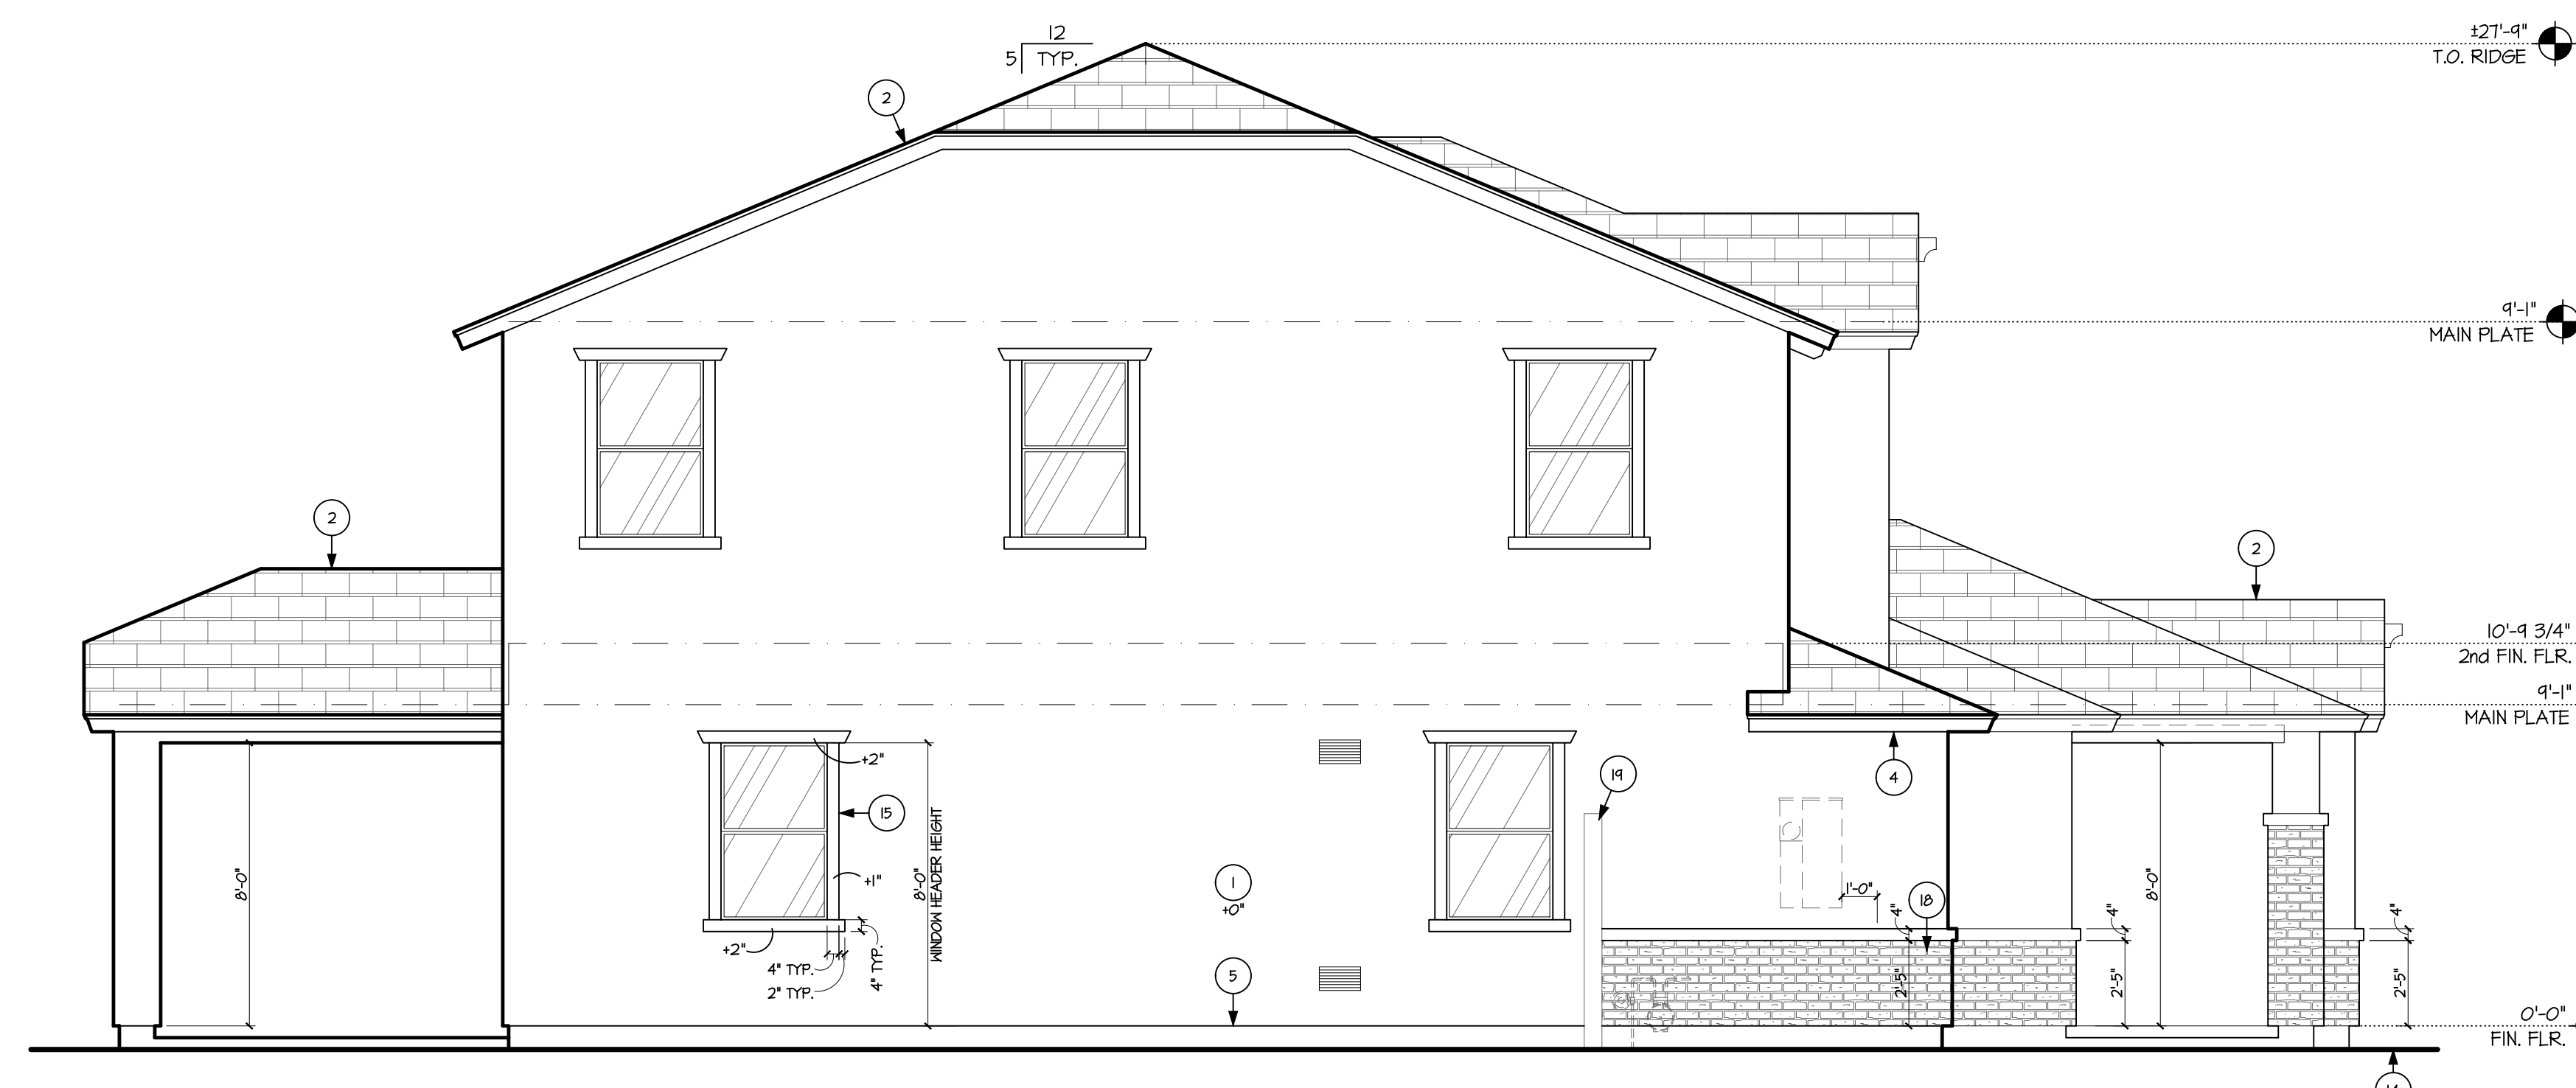 12
5 TYP.
±27'-9"
T.O. RIDGE
2
9'-1"
MAIN PLATE
2
2
10'-9 3/4"
2nd FIN. FLR.
9'-1"
MAIN PLATE
+2"
4
19
15
8'-0"
8'-0"
WINDOW HEADER HEIGHT
+1"
1
+0"
1'-0"
18
8'-0"
4"
4"
4"
+2"
4" TYP.
2" TYP.
4" TYP.
5
2'-5"
2'-5"
2'-5"
0'-0"
FIN. FLR.